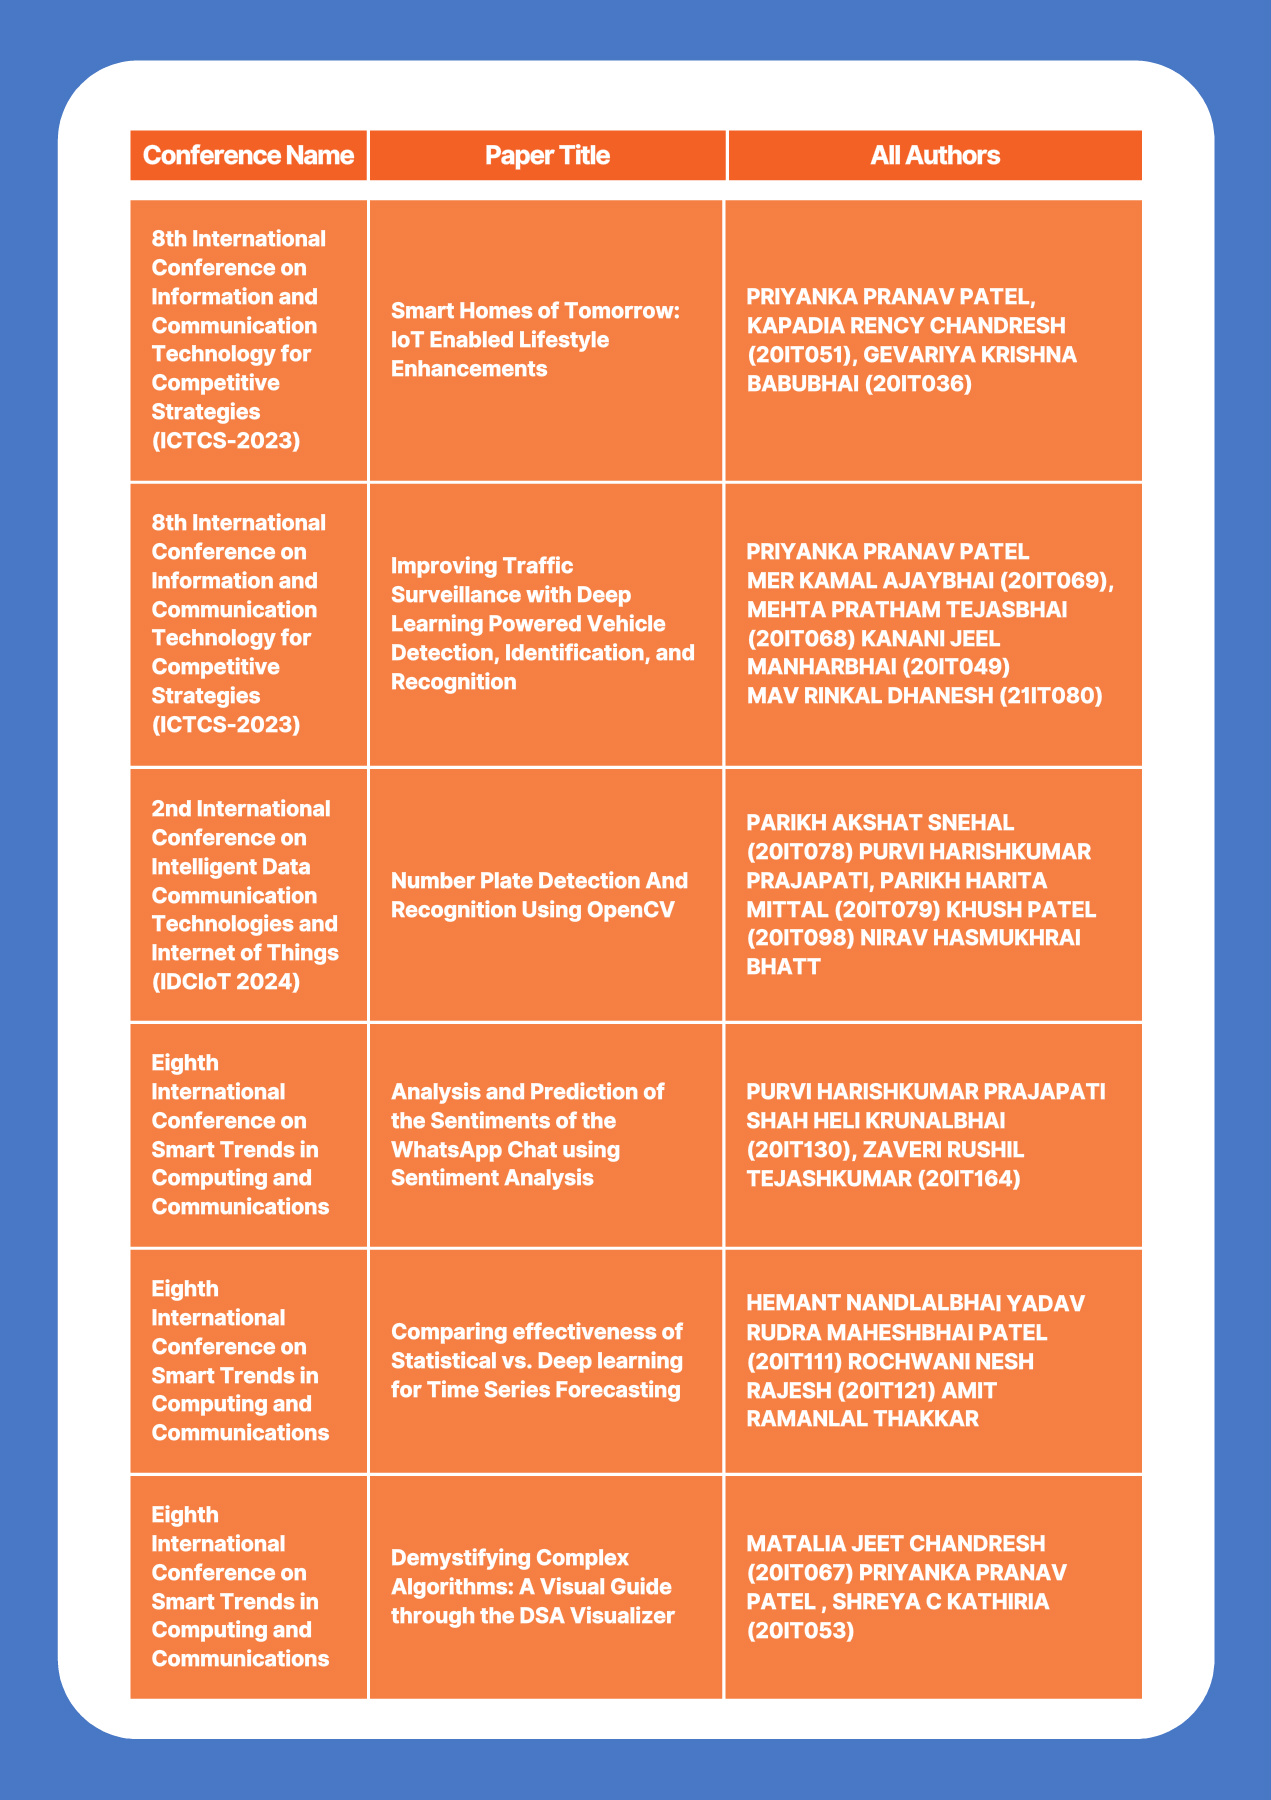 Conference Name
Paper Title
All Authors
8th International
Conference on
Information and
Communication
Technology for
Competitive
Strategies
(ICTCS-2023)
Smart Homes of Tomorrow:
IoT Enabled Lifestyle
Enhancements
PRIYANKA PRANAV PATEL,
KAPADIA RENCY CHANDRESH
(20IT051), GEVARIYA KRISHNA
BABUBHAI (20IT036)
8th International
Conference on
Information and
Communication
Technology for
Competitive
Strategies
(ICTCS-2023)
Improving Traffic
Surveillance with Deep
Learning Powered Vehicle
Detection, Identification, and
Recognition
PRIYANKA PRANAV PATEL
MER KAMAL AJAYBHAI (20IT069),
MEHTA PRATHAM TEJASBHAI
(20IT068) KANANI JEEL
MANHARBHAI (20IT049)
MAV RINKAL DHANESH (21IT080)
2nd International
Conference on
Intelligent Data
Communication
Technologies and
Internet of Things
(IDCIoT 2024)
Number Plate Detection And
Recognition Using OpenCV
PARIKH AKSHAT SNEHAL
(20IT078) PURVI HARISHKUMAR
PRAJAPATI, PARIKH HARITA
MITTAL (20IT079) KHUSH PATEL
(20IT098) NIRAV HASMUKHRAI
BHATT
Eighth
International
Conference on
Smart Trends in
Computing and
Communications
Analysis and Prediction of
the Sentiments of the
WhatsApp Chat using
Sentiment Analysis
PURVI HARISHKUMAR PRAJAPATI
SHAH HELI KRUNALBHAI
(20IT130), ZAVERI RUSHIL
TEJASHKUMAR (20IT164)
Eighth
International
Conference on
Smart Trends in
Computing and
Communications
Comparing effectiveness of
Statistical vs. Deep learning
for Time Series Forecasting
HEMANT NANDLALBHAI YADAV
RUDRA MAHESHBHAI PATEL
(20IT111) ROCHWANI NESH
RAJESH (20IT121) AMIT
RAMANLAL THAKKAR
Eighth
International
Conference on
Smart Trends in
Computing and
Communications
Demystifying Complex
Algorithms: A Visual Guide
through the DSA Visualizer
MATALIA JEET CHANDRESH
(20IT067) PRIYANKA PRANAV
PATEL , SHREYA C KATHIRIA
(20IT053)